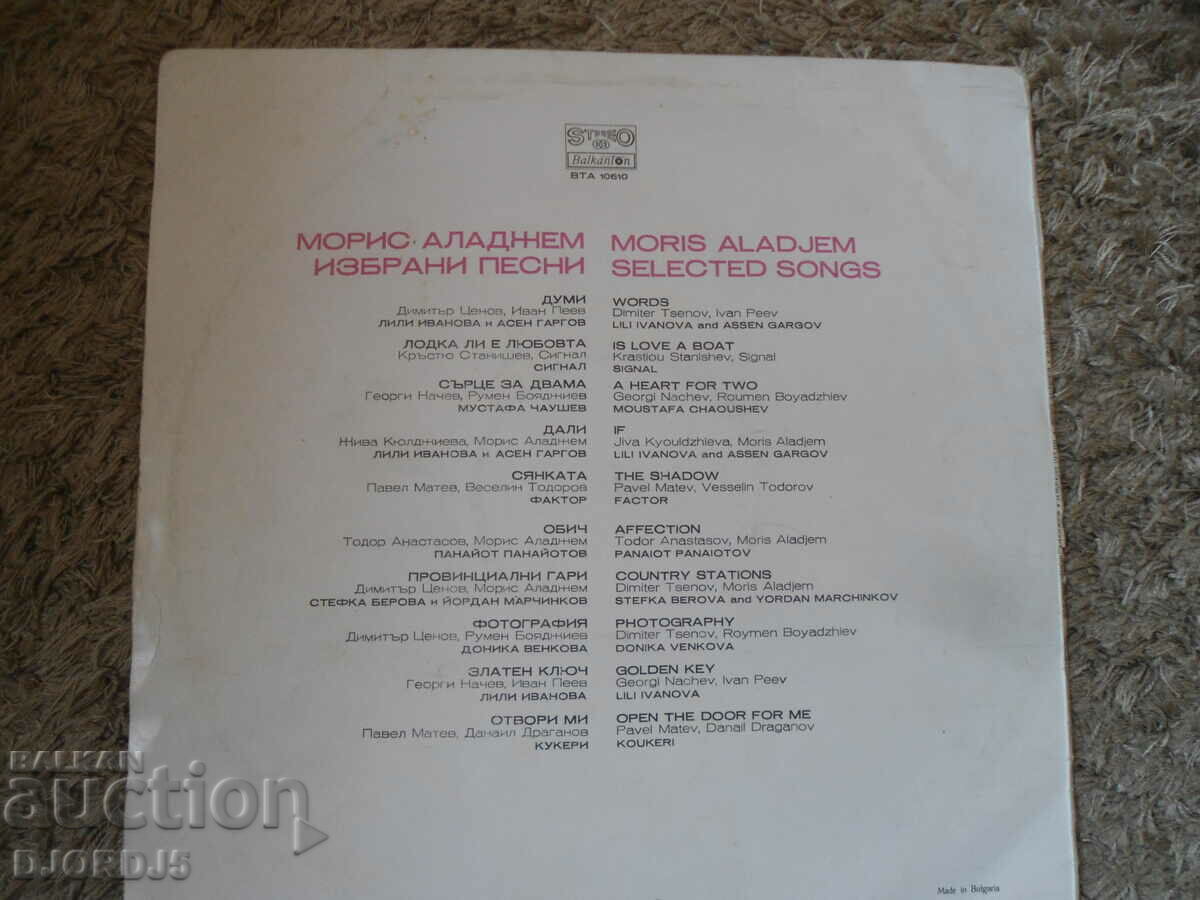 STEREO
Balkanton
BTA 10610
МОРИС АЛАДЖЕМ
ИЗБРАНИ ПЕСНИ
ДУМИ
Димитър Ценов, Иван Пеев
ЛИЛИ ИВАНОВА и АСЕН ГАРГОВ
ЛОДКА ЛИ Е ЛЮБОВТА
Кръстю Станишев, Сигнал
СИГНАЛ
СЪРЦЕ ЗА ДВАМА
Георги Начев, Румен Бояджиев
МУСТАФА ЧАУШЕВ
ДАЛИ
Жива Кюлджиева, Морис Аладжем
ЛИЛИ ИВАНОВА и АСЕН ГАРГОВ
СЯНКАТА
Павел Матев, Веселин Тодоров
ФАКТОР
ОБИЧ
Тодор Анастасов, Морис Аладжем
ПАНАЙОТ ПАНАЙОТОВ
ПРОВИНЦИАЛНИ ГАРИ
Димитър Ценов, Морис Аладжем
СТЕФКА БЕРОВА и ЙОРДАН МАРЧИНКОВ
ФОТОГРАФИЯ
Димитър Ценов, Румен Бояджиев
ДОНИКА ВЕНКОВА
ЗЛАТЕН КЛЮЧ
Георги Начев, Иван Пеев
ЛИЛИ ИВАНОВА
ОТВОРИ МИ
Павел Матев, Данаил Драганов
КУКЕРИ
MORIS ALADJEM
SELECTED SONGS
WORDS
Dimiter Tsenov, Ivan Peev
LILI IVANOVA and ASSEN GARGOV
IS LOVE A BOAT
Krastiou Stanishev, Signal
SIGNAL
A HEART FOR TWO
Georgi Nachev, Roumen Boyadzhiev
MOUSTAFA CHAOUSHEV
IF
Jiva Kyouldzhieva, Moris Aladjem
LILI IVANOVA and ASSEN GARGOV
THE SHADOW
Pavel Matev, Vesselin Todorov
FACTOR
AFFECTION
Todor Anastasov, Moris Aladjem
PANAIOT PANAIOTOV
COUNTRY STATIONS
Dimiter Tsenov, Moris Aladjem
STEFKA BEROVA and YORDAN MARCHINKOV
PHOTOGRAPHY
Dimiter Tsenov, Roymen Boyadzhiev
DONIKA VENKOVA
GOLDEN KEY
Georgi Nachev, Ivan Peev
LILI IVANOVA
OPEN THE DOOR FOR ME
Pavel Matev, Danail Draganov
KOUKERI
Made in Bulgaria
BALKAN
auction
DJORDJ5